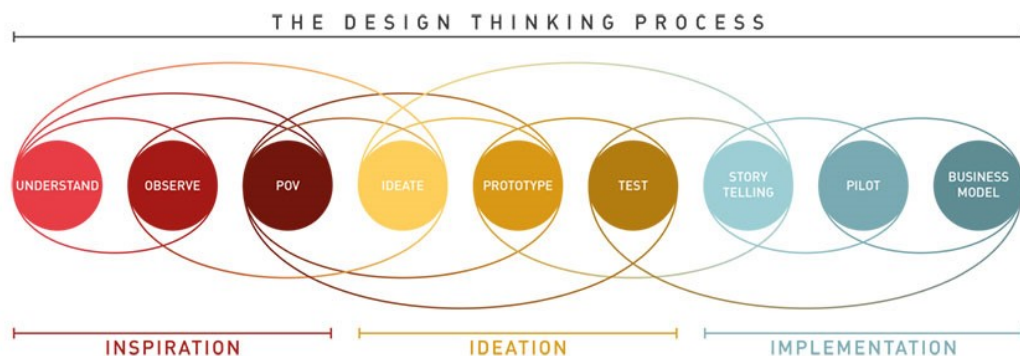 THE DESIGN THINKING PROCESS
UNDERSTAND
OBSERVE
POV
IDEATE
PROTOTYPE
TEST
STORY
TELLING
PILOT
BUSINESS
MODEL
INSPIRATION
IDEATION
IMPLEMENTATION